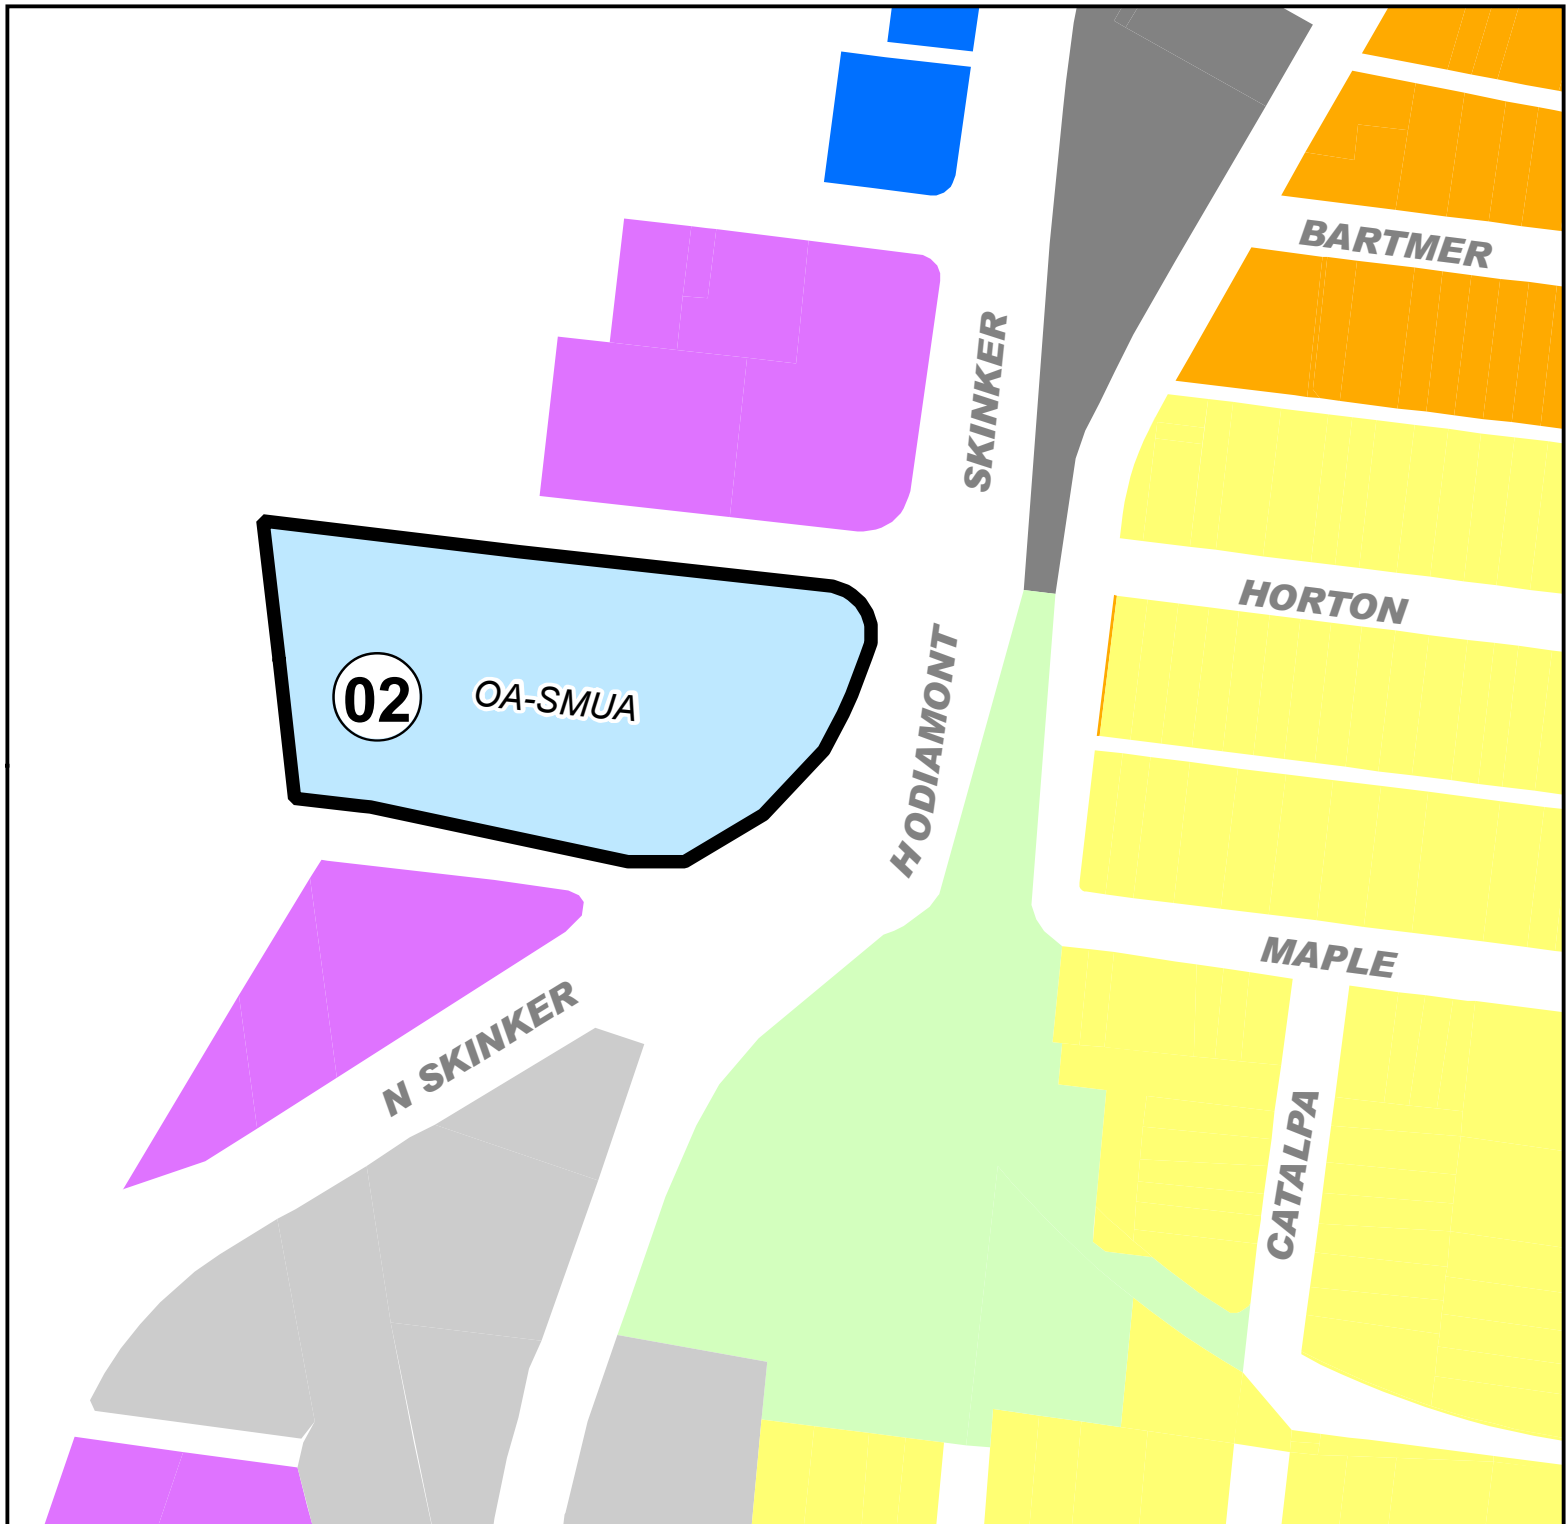 BARTMER
SKINKER
HORTON
02
OA-SMUA
HODIAMONT
MAPLE
N SKINKER
CATALPA